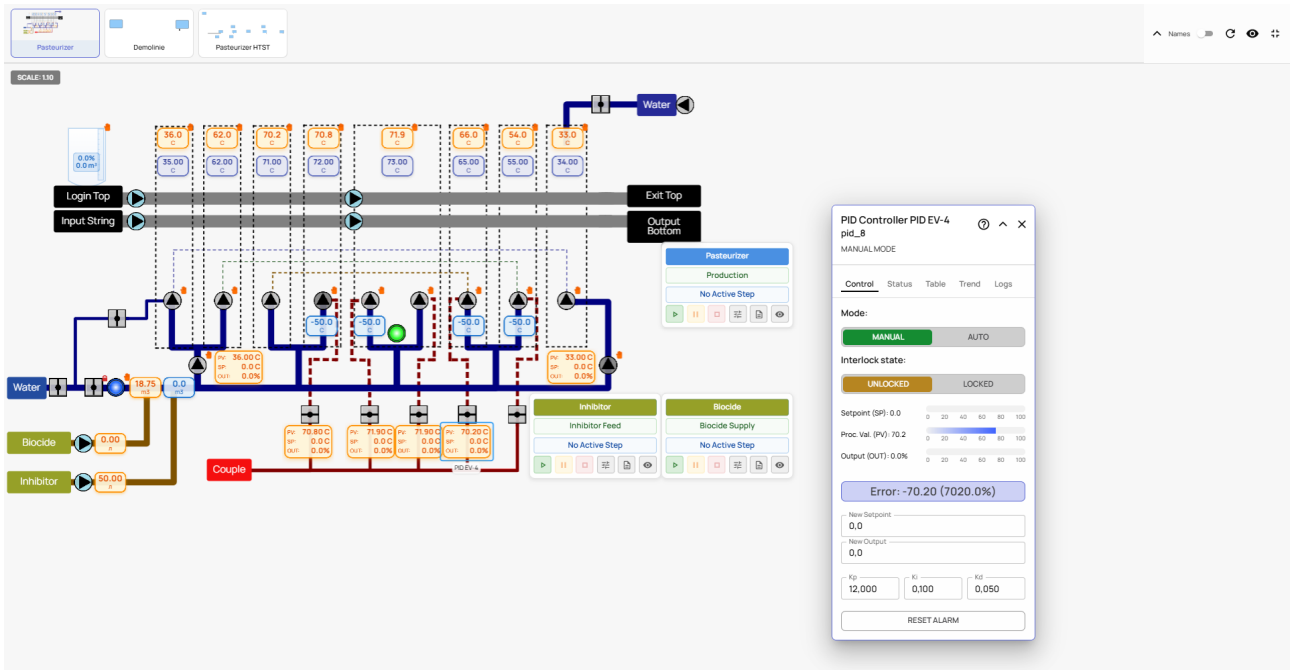 Pasteurizer
Demolinie
Pasteurizer HTST
Names
SCALE: 1.10
Water
36.0
C
62.0
C
70.2
C
70.8
C
71.9
C
66.0
C
54.0
C
33.0
C
0.0%
0.0 m³
35.00
C
62.00
C
71.00
C
72.00
C
73.00
C
65.00
C
55.00
C
34.00
C
Login Top
Exit Top
Input String
Output
Bottom
Pasteurizer
Production
No Active Step
-50.0
C
-50.0
C
-50.0
C
-50.0
C
PV: 36.00 C
SP: 0.0 C
OUT: 0.0%
PV: 33.00 C
SP: 0.0 C
OUT: 0.0%
Water
18.75
m3
0.0
m3
Biocide
0.00
Inhibitor
50.00
PV: 70.80 C
SP: 0.0 C
OUT: 0.0%
PV: 71.90 C
SP: 0.0 C
OUT: 0.0%
PV: 71.90 C
SP: 0.0 C
OUT: 0.0%
PV: 70.20 C
SP: 0.0 C
OUT: 0.0%
PID EV-4
Couple
Inhibitor
Inhibitor Feed
No Active Step
Biocide
Biocide Supply
No Active Step
PID Controller PID EV-4
pid_8
MANUAL MODE
Control Status Table Trend Logs
Mode:
MANUAL AUTO
Interlock state:
UNLOCKED LOCKED
Setpoint (SP): 0.0
0 20 40 60 80 100
Proc. Val. (PV): 70.2
0 20 40 60 80 100
Output (OUT): 0.0%
0 20 40 60 80 100
Error: -70.20 (7020.0%)
New Setpoint
0,0
New Output
0,0
Kp
12,000
Ki
0,100
Kd
0,050
RESET ALARM